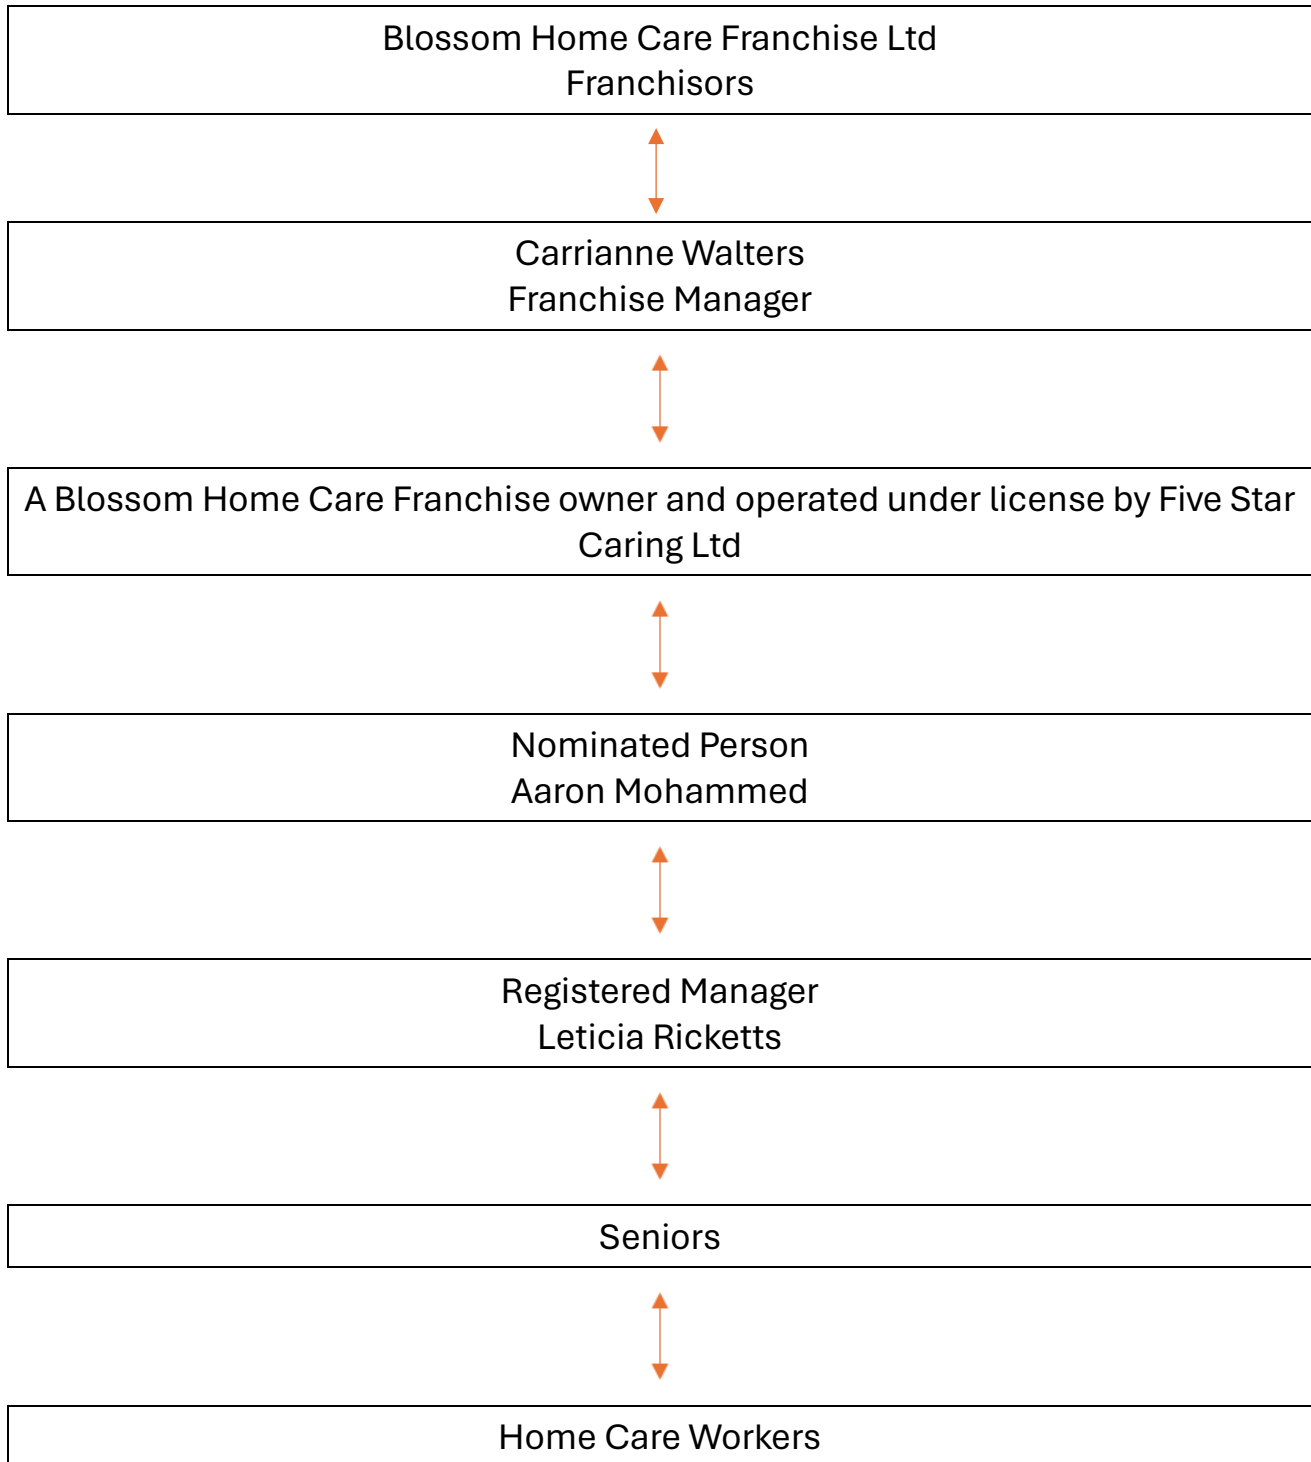 Blossom Home Care Franchise Ltd
Franchisors
Carrianne Walters
Franchise Manager
A Blossom Home Care Franchise owner and operated under license by Five Star
Caring Ltd
Nominated Person
Aaron Mohammed
Registered Manager
Leticia Ricketts
Seniors
Home Care Workers